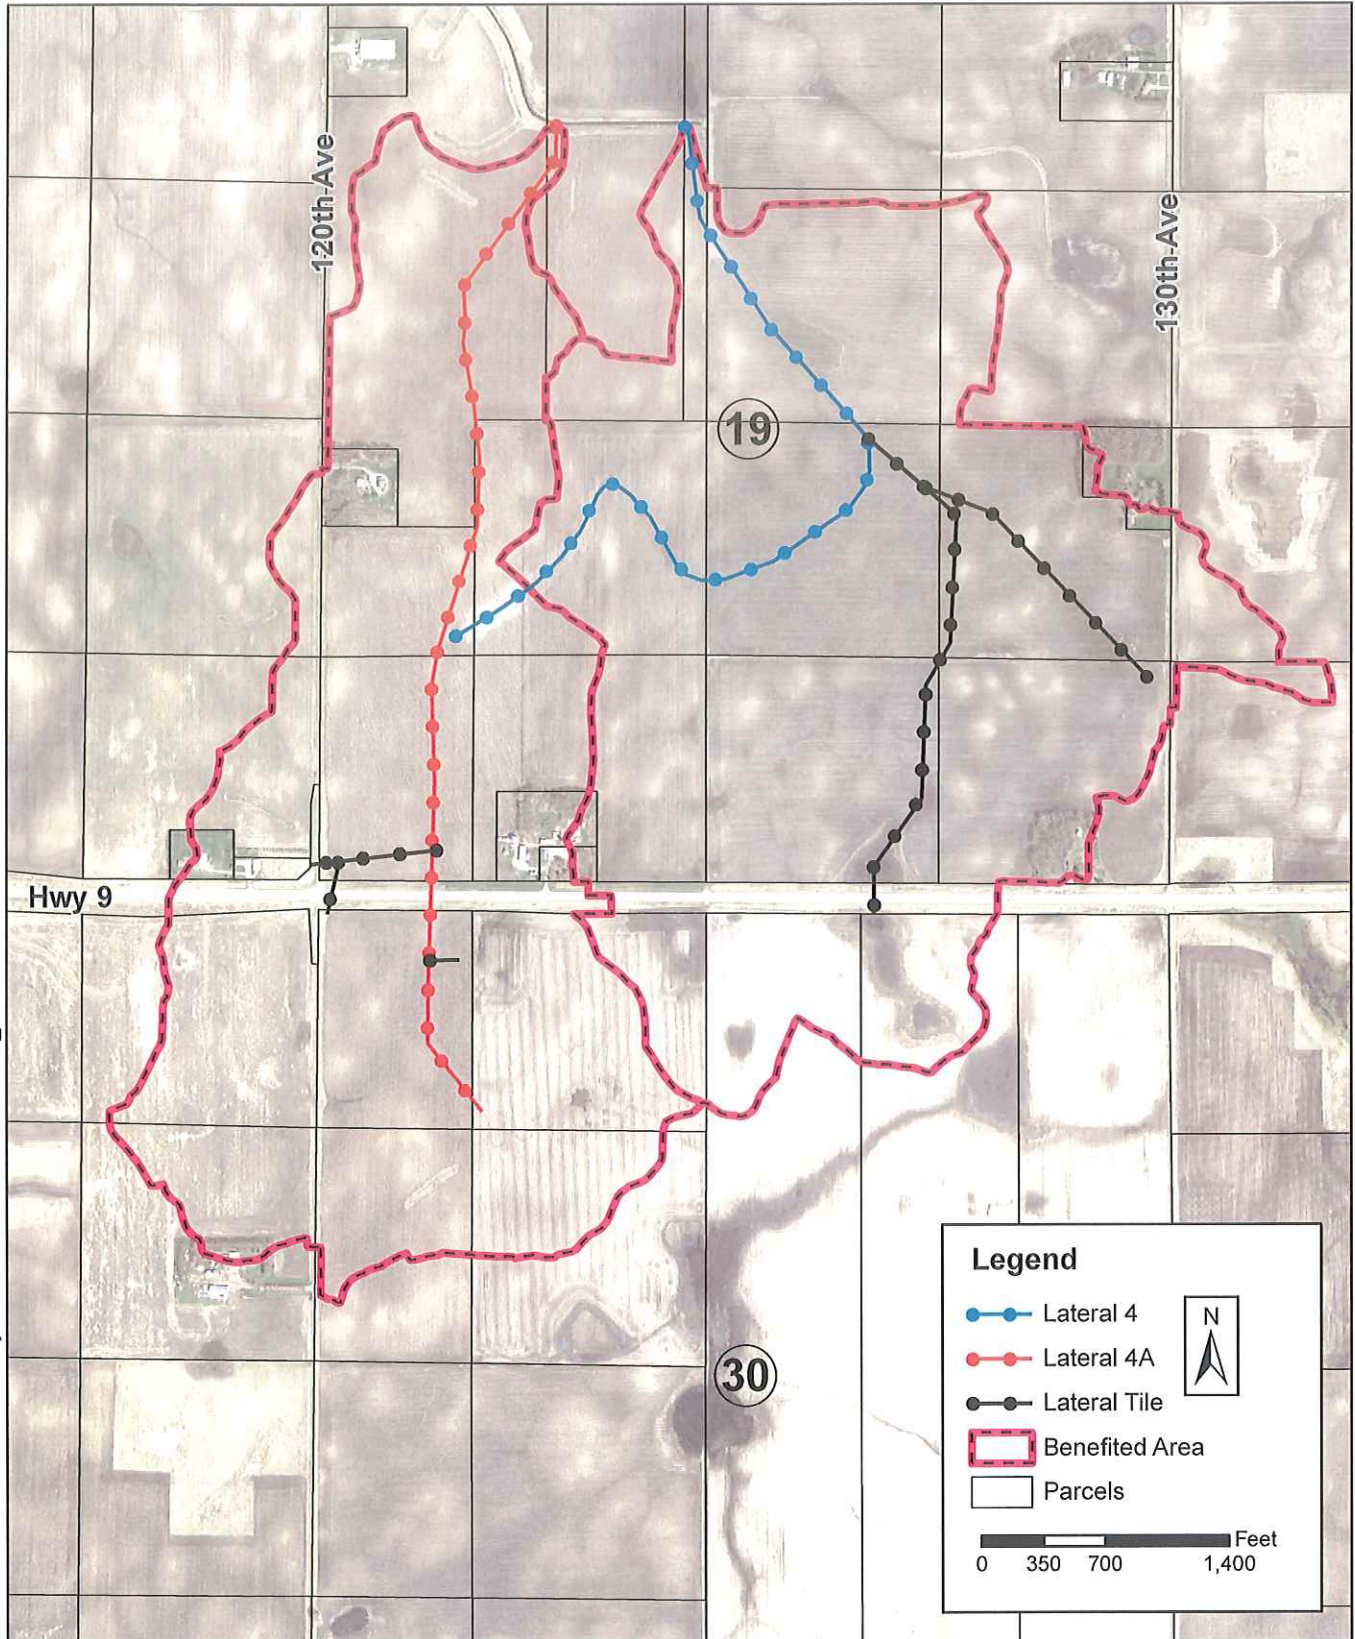 120th Ave
130th Ave
19
Hwy 9
30
Legend
Lateral 4
Lateral 4A
Lateral Tile
Benefited Area
Parcels
N
Feet
0 350 700 1,400